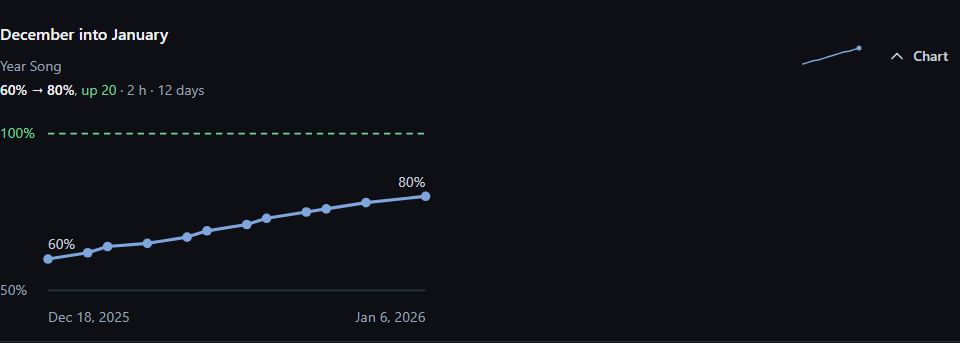 December into January
Year Song
60% → 80%, up 20 · 2 h · 12 days
Chart
100%
80%
60%
50%
Dec 18, 2025
Jan 6, 2026